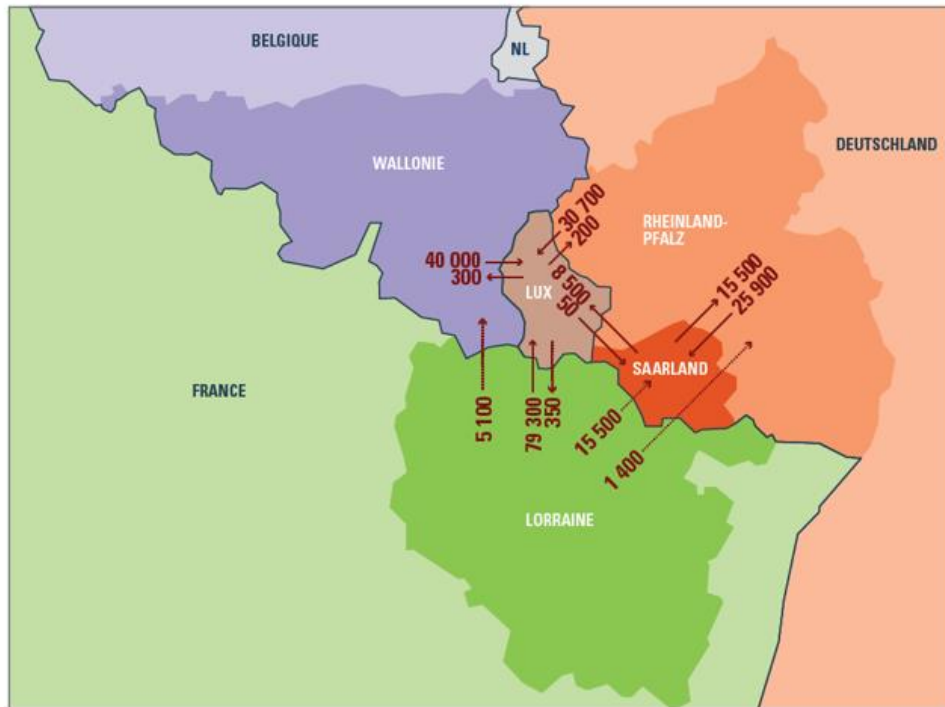 BELGIQUE
NL
DEUTSCHLAND
WALLONIE
RHEINLAND-
PFALZ
30 700
200
40 000
300
8 500
50
LUX
15 500
25 900
SAARLAND
FRANCE
5 100
79 300
350
15 500
1 400
LORRAINE